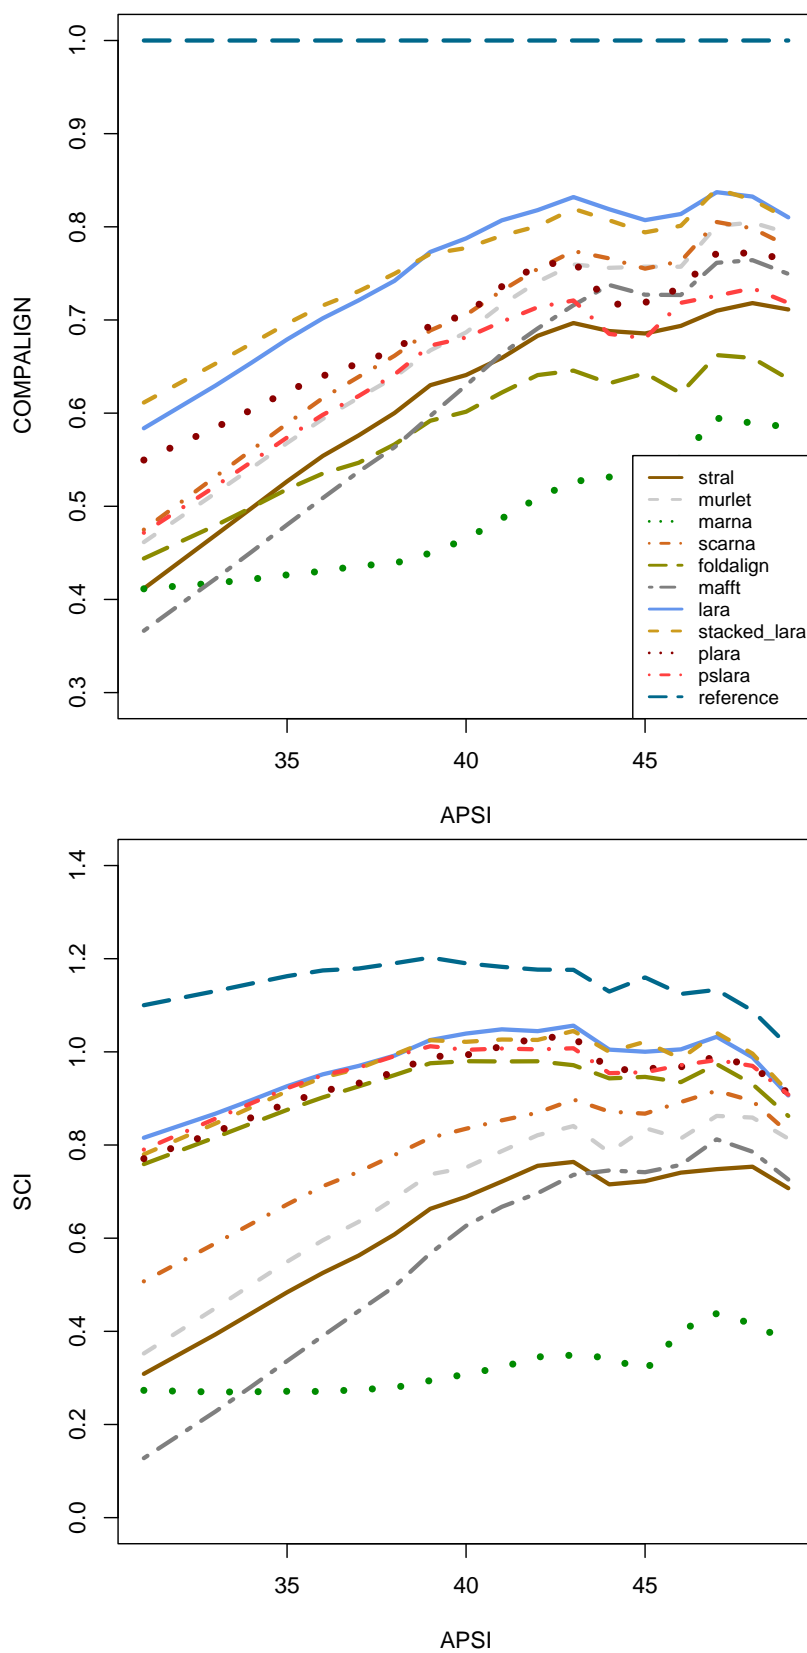 1.0
0.9
0.8
0.7
0.6
0.5
0.4
0.3
COMPALIGN
stral
murlet
marna
scarna
foldalign
mafft
lara
stacked_lara
plara
pslara
reference
35 40 45
APSI
1.4
1.2
1.0
0.8
0.6
0.4
0.2
0.0
SCI
35 40 45
APSI